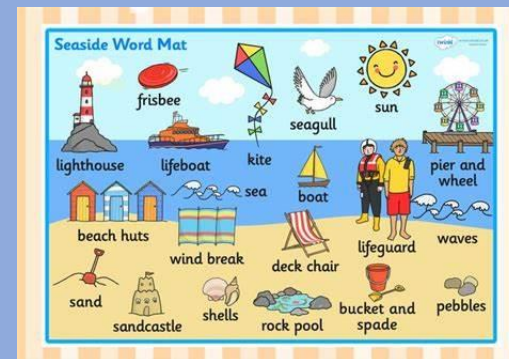 Seaside Word Mat
twinkl
frisbee
seagull
sun
lighthouse
lifeboat
kite
sea
boat
pier and
wheel
beach huts
wind break
deck chair
lifeguard
waves
sand
sandcastle
shells
rock pool
bucket and
spade
pebbles